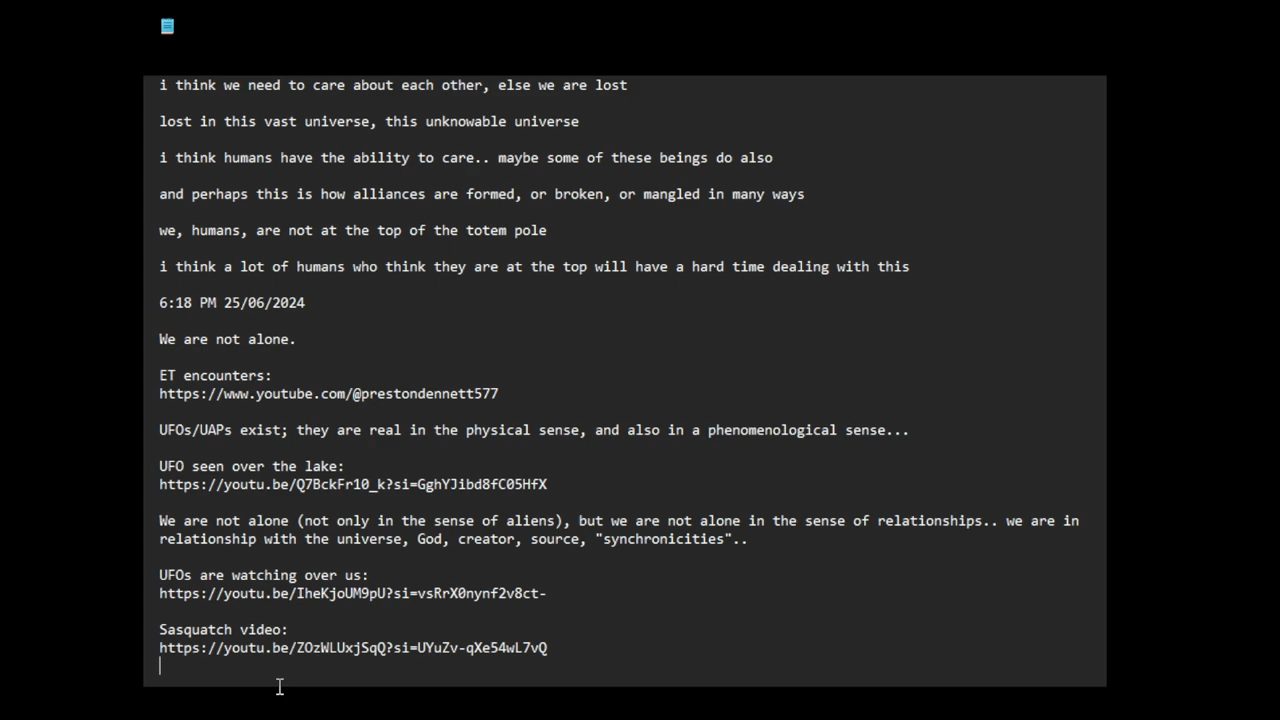 i think we need to care about each other, else we are lost
lost in this vast universe, this unknowable universe
i think humans have the ability to care.. maybe some of these beings do also
and perhaps this is how alliances are formed, or broken, or mangled in many ways
we, humans, are not at the top of the totem pole
i think a lot of humans who think they are at the top will have a hard time dealing with this
6:18 PM 25/06/2024
We are not alone.
ET encounters:
https://www.youtube.com/@prestondennett577
UFOs/UAPs exist; they are real in the physical sense, and also in a phenomenological sense...
UFO seen over the lake:
https://youtu.be/Q7BckFr10_k?si=GghYJibd8fC05HfX
We are not alone (not only in the sense of aliens), but we are not alone in the sense of relationships.. we are in
relationship with the universe, God, creator, source, "synchronicities"..
UFOs are watching over us:
https://youtu.be/IheKjoUM9pU?si=vsRrX0nynf2v8ct-
Sasquatch video:
https://youtu.be/ZOzWLUxjSqQ?si=UYuZv-qXe54wL7vQ